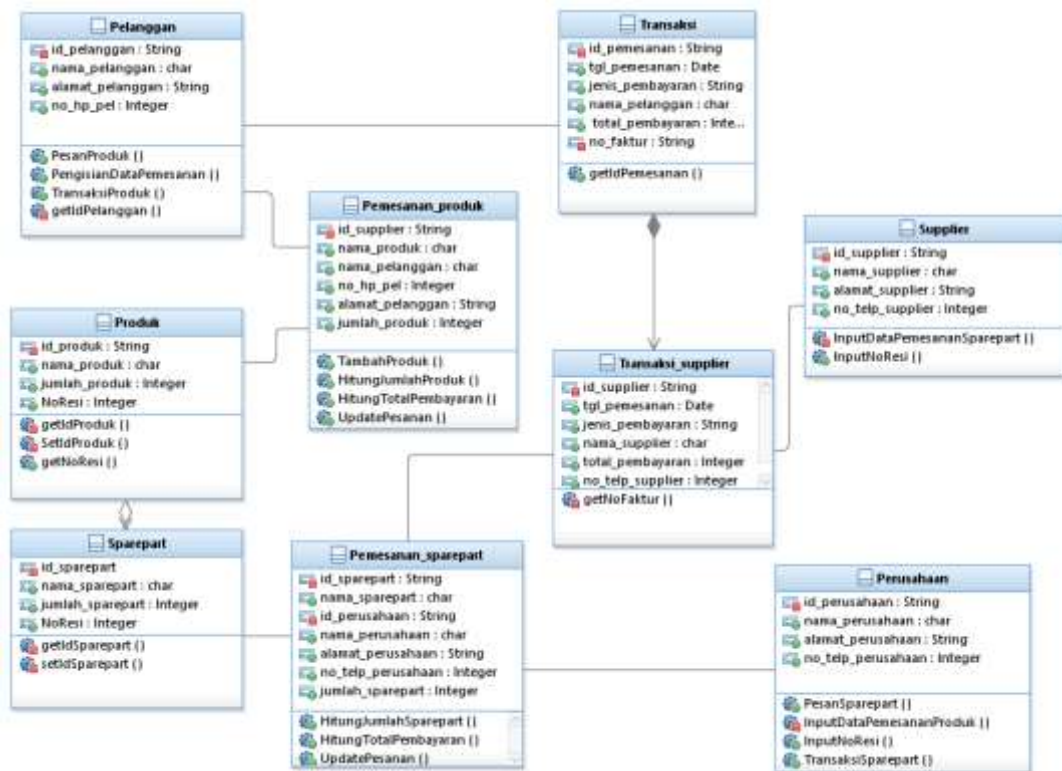 Pelanggan
id_pelanggan : String
nama_pelanggan : char
alamat_pelanggan : String
no_hp_pel : Integer
PesanProduk ()
PengisianDataPemesanan ()
TransaksiProduk ()
getIdPelanggan ()
Transaksi
id_pemesanan : String
tgl_pemesanan : Date
jenis_pembayaran : String
nama_pelanggan : char
total_pembayaran : Inte...
no_faktur : String
getIdPemesanan ()
Pemesanan_produk
id_supplier : String
nama_produk : char
nama_pelanggan : char
no_hp_pel : Integer
alamat_pelanggan : String
jumlah_produk : Integer
TambahProduk ()
HitungJumlahProduk ()
HitungTotalPembayaran ()
UpdatePesanan ()
Supplier
id_supplier : String
nama_supplier : char
alamat_supplier : String
no_telp_supplier : Integer
InputDataPemesananSparepart ()
InputNoResi ()
Produk
id_produk : String
nama_produk : char
jumlah_produk : Integer
NoResi : Integer
getIdProduk ()
SetIdProduk ()
getNoResi ()
Transaksi_supplier
id_supplier : String
tgl_pemesanan : Date
jenis_pembayaran : String
nama_supplier : char
total_pembayaran : Integer
no_telp_supplier : Integer
getNoFaktur ()
Sparepart
id_sparepart
nama_sparepart : char
jumlah_sparepart : Integer
NoResi : Integer
getIdSparepart ()
setIdSparepart ()
Pemesanan_sparepart
id_sparepart : String
nama_sparepart : char
id_perusahaan : String
nama_perusahaan : char
alamat_perusahaan : String
no_telp_perusahaan : Integer
jumlah_sparepart : Integer
HitungJumlahSparepart ()
HitungTotalPembayaran ()
UpdatePesanan ()
Perusahaan
id_perusahaan : String
nama_perusahaan : char
alamat_perusahaan : String
no_telp_perusahaan : Integer
PesanSparepart ()
InputDataPemesananProduk ()
InputNoResi ()
TransaksiSparepart ()